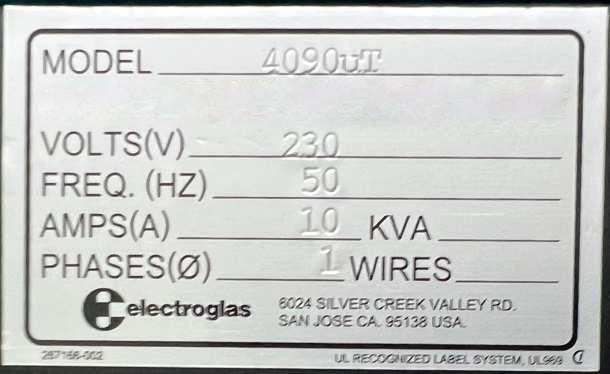 MODEL 4090uT
VOLTS(V) 230
FREQ. (HZ) 50
AMPS(A) 10 KVA
PHASES(Ø) 1 WIRES
electroglas
6024 SILVER CREEK VALLEY RD.
SAN JOSE CA. 95138 USA.
267166-002
UL RECOGNIZED LABEL SYSTEM, UL969